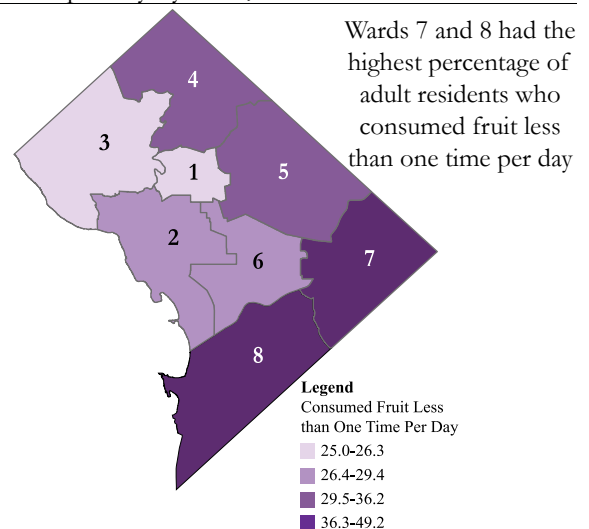 Wards 7 and 8 had the
highest percentage of
adult residents who
consumed fruit less
than one time per day
4
3
1
5
2
6
7
8
Legend
Consumed Fruit Less
than One Time Per Day
25.0-26.3
26.4-29.4
29.5-36.2
36.3-49.2